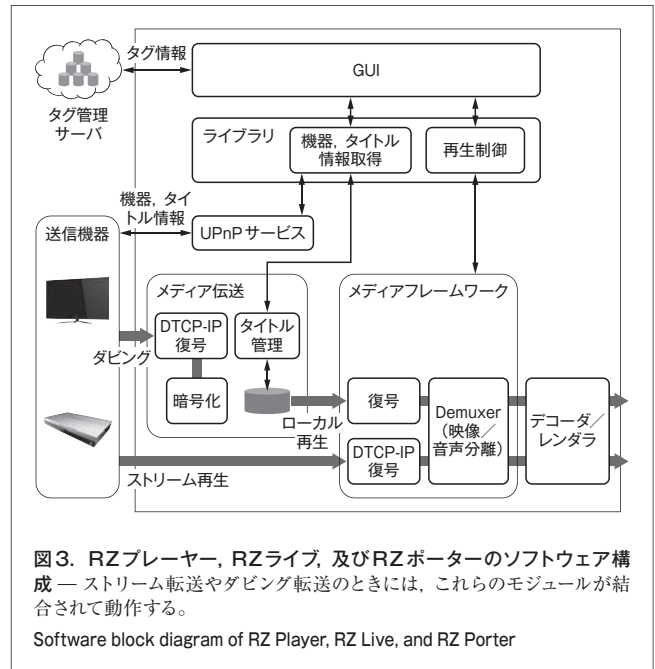 タグ情報
GUI
タグ管理
サーバ
ライブラリ
機器, タイトル
情報取得
再生制御
機器, タイ
トル情報
送信機器
UPnPサービス
メディア伝送
メディアフレームワーク
DTCP-IP
復号
タイトル
管理
ダビング
暗号化
ローカル
再生
復号
Demuxer
(映像/
音声分離)
デコーダ/
レンダラ
DTCP-IP
復号
ストリーム再生
図3. RZプレーヤー, RZライブ, 及びRZポーターのソフトウェア構
成 — ストリーム転送やダビング転送のときには, これらのモジュールが結
合されて動作する。
Software block diagram of RZ Player, RZ Live, and RZ Porter